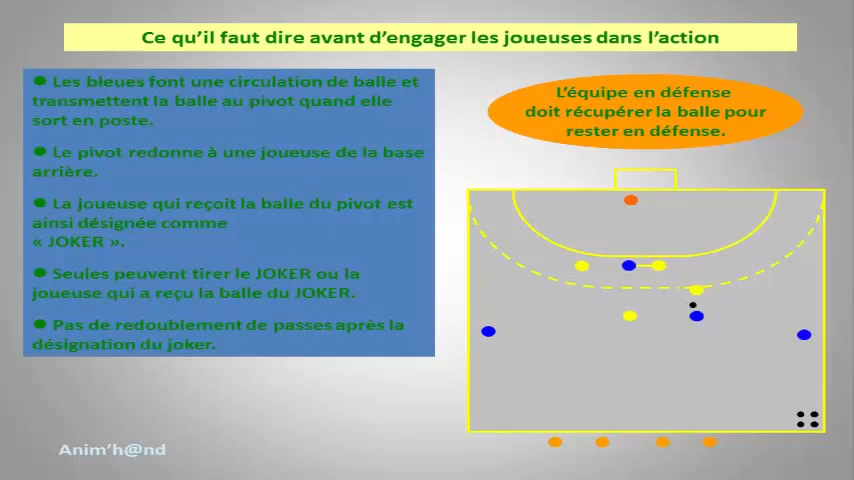 Ce qu'il faut dire avant d'engager les joueuses dans l'action
● Les bleues font une circulation de balle et
transmettent la balle au pivot quand elle
sort en poste.
● Le pivot redonne à une joueuse de la base
arrière.
● La joueuse qui reçoit la balle du pivot est
ainsi désignée comme
« JOKER ».
● Seules peuvent tirer le JOKER ou la
joueuse qui a reçu la balle du JOKER.
● Pas de redoublement de passes après la
désignation du joker.
L'équipe en défense
doit récupérer la balle pour
rester en défense.
Anim'h@nd